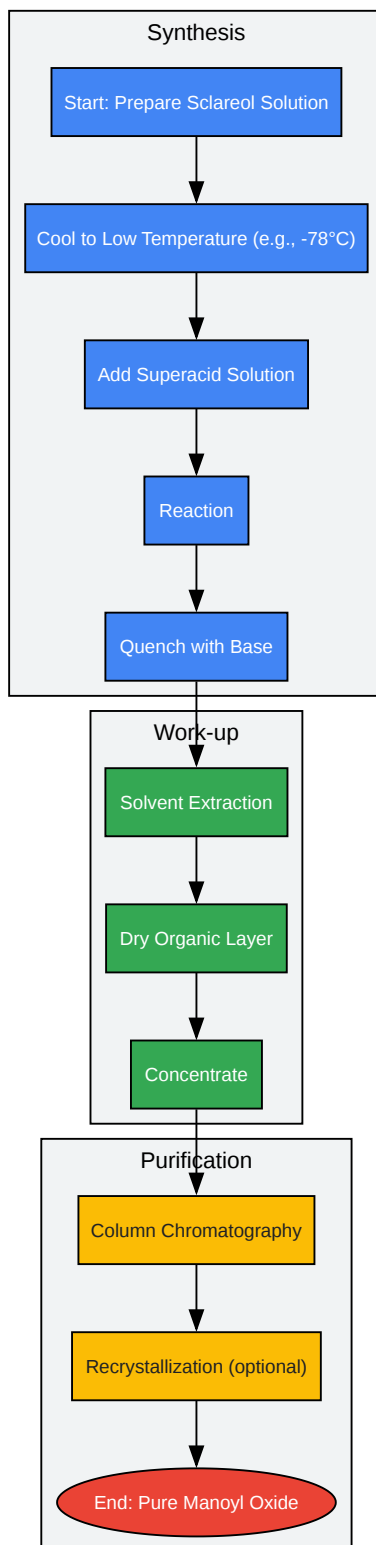 Synthesis
Start: Prepare Sclareol Solution
Cool to Low Temperature (e.g., -78°C)
Add Superacid Solution
Reaction
Quench with Base
Work-up
Solvent Extraction
Dry Organic Layer
Concentrate
Purification
Column Chromatography
Recrystallization (optional)
End: Pure Manoyl Oxide